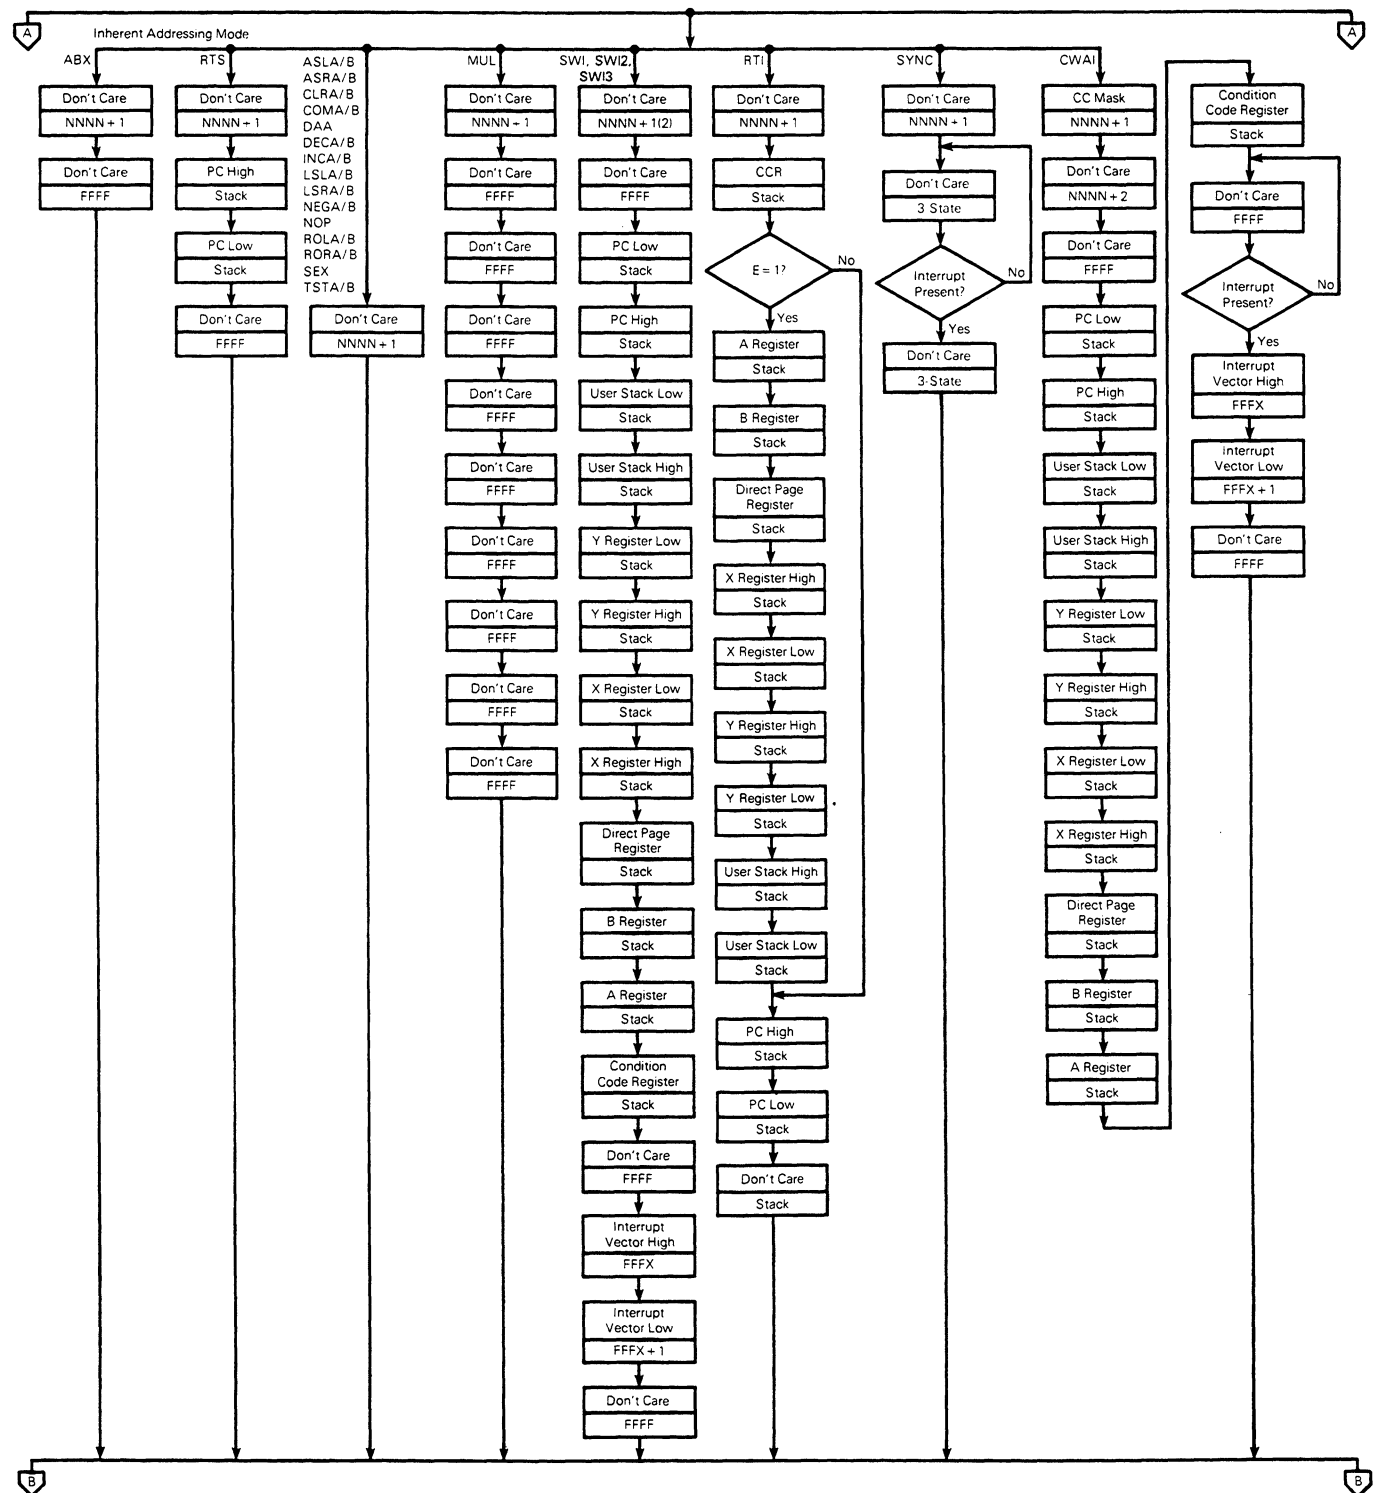 A
A
Inherent Addressing Mode
ABX
Don't Care
NNNN + 1
Don't Care
FFFF
RTS
Don't Care
NNNN + 1
PC High
Stack
PC Low
Stack
Don't Care
FFFF
ASLA/B
ASRA/B
CLRA/B
COMA/B
DAA
DECA/B
INCA/B
LSLA/B
LSRA/B
NEGA/B
NOP
ROLA/B
RORA/B
SEX
TSTA/B
Don't Care
NNNN + 1
MUL
Don't Care
NNNN + 1
Don't Care
FFFF
Don't Care
FFFF
Don't Care
FFFF
Don't Care
FFFF
Don't Care
FFFF
Don't Care
FFFF
Don't Care
FFFF
Don't Care
FFFF
Don't Care
FFFF
SWI, SWI2,
SWI3
Don't Care
NNNN + 1(2)
Don't Care
FFFF
PC Low
Stack
PC High
Stack
User Stack Low
Stack
User Stack High
Stack
Y Register Low
Stack
Y Register High
Stack
X Register Low
Stack
X Register High
Stack
Direct Page
Register
Stack
B Register
Stack
A Register
Stack
Condition
Code Register
Stack
Don't Care
FFFF
Interrupt
Vector High
FFFX
Interrupt
Vector Low
FFFX + 1
Don't Care
FFFF
RTI
Don't Care
NNNN + 1
CCR
Stack
E = 1?
No
Yes
A Register
Stack
B Register
Stack
Direct Page
Register
Stack
X Register High
Stack
X Register Low
Stack
Y Register High
Stack
Y Register Low
Stack
User Stack High
Stack
User Stack Low
Stack
PC High
Stack
PC Low
Stack
Don't Care
Stack
SYNC
Don't Care
NNNN + 1
Don't Care
3-State
Interrupt
Present?
No
Yes
Don't Care
3-State
CWAI
CC Mask
NNNN + 1
Don't Care
NNNN + 2
Don't Care
FFFF
PC Low
Stack
PC High
Stack
User Stack Low
Stack
User Stack High
Stack
Y Register Low
Stack
Y Register High
Stack
X Register Low
Stack
X Register High
Stack
Direct Page
Register
Stack
B Register
Stack
A Register
Stack
Condition
Code Register
Stack
Don't Care
FFFF
Interrupt
Present?
No
Yes
Interrupt
Vector High
FFFX
Interrupt
Vector Low
FFFX + 1
Don't Care
FFFF
B
B